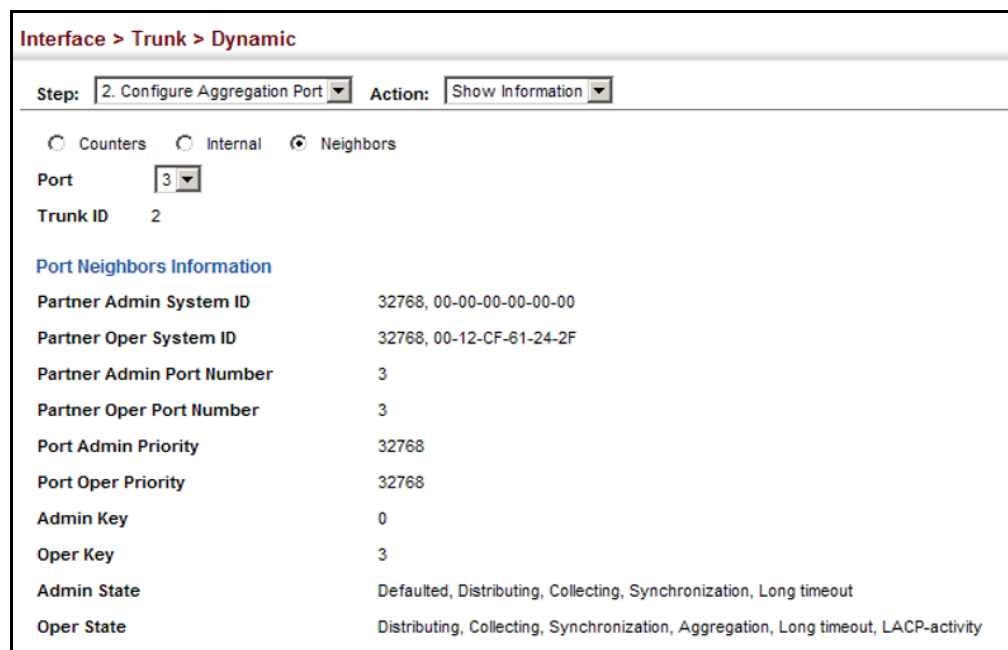 Interface > Trunk > Dynamic
Step: 2. Configure Aggregation Port Action: Show Information
Counters Internal Neighbors
Port 3
Trunk ID 2
Port Neighbors Information
Partner Admin System ID 32768, 00-00-00-00-00-00
Partner Oper System ID 32768, 00-12-CF-61-24-2F
Partner Admin Port Number 3
Partner Oper Port Number 3
Port Admin Priority 32768
Port Oper Priority 32768
Admin Key 0
Oper Key 3
Admin State Defaulted, Distributing, Collecting, Synchronization, Long timeout
Oper State Distributing, Collecting, Synchronization, Aggregation, Long timeout, LACP-activity